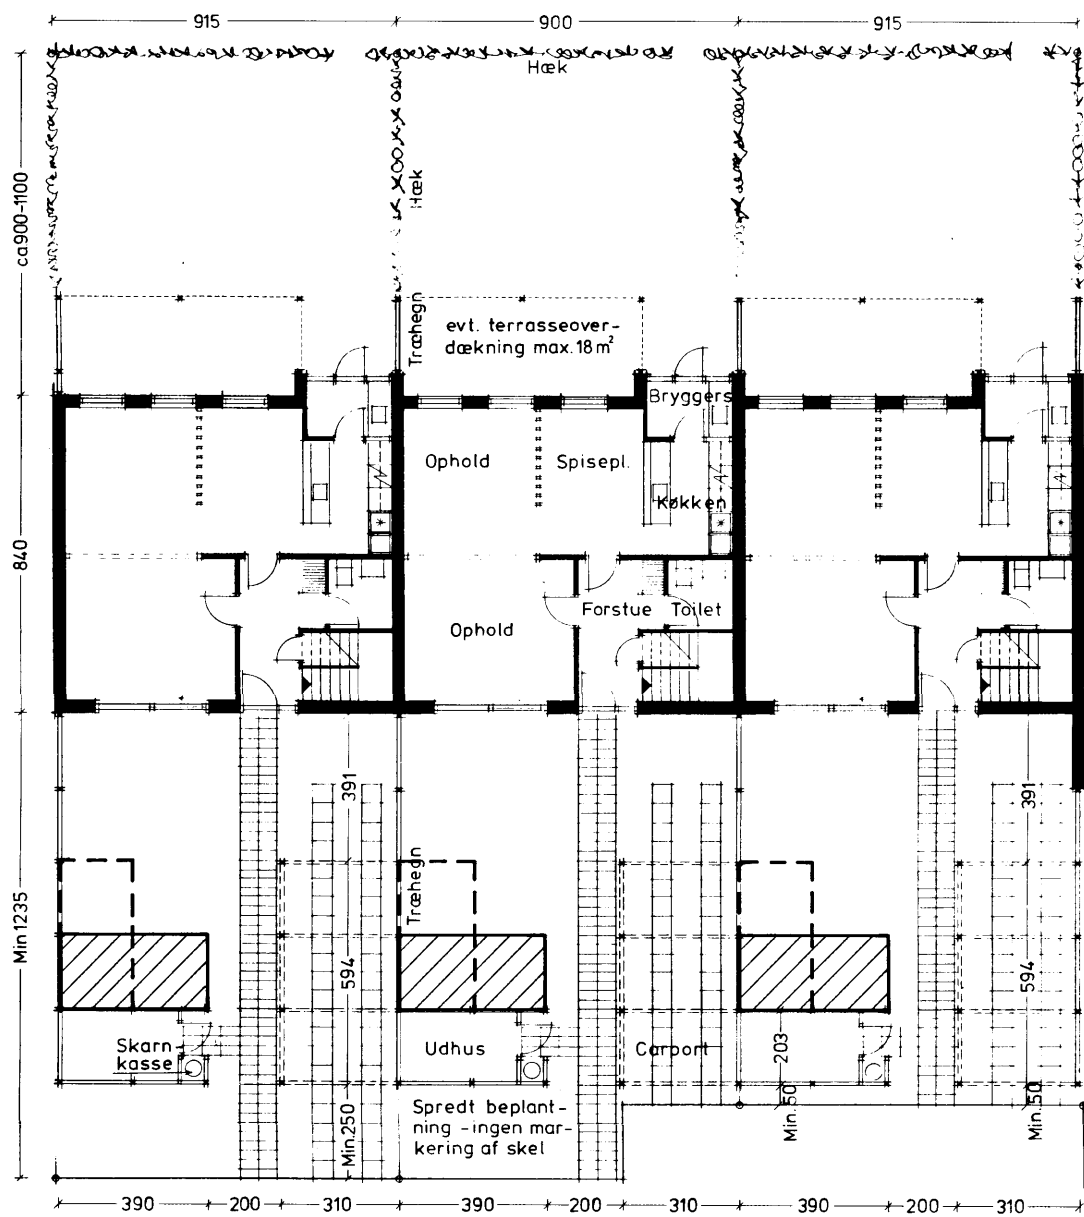 915
900
915
Hæk
Hæk
ca 900-1100
Træhegn
evt. terrasseover-
dækning max. 18 m²
Bryggers
Ophold
Spisepl.
Køkken
840
Forstue
Toilet
Ophold
391
391
Træhegn
Min 1235
594
594
Skarn
kasse
Udhus
Carport
203
Min. 250
Spredt beplant-
ning - ingen mar-
kering af skel
Min. 50
Min. 50
390
200
310
390
200
310
390
200
310